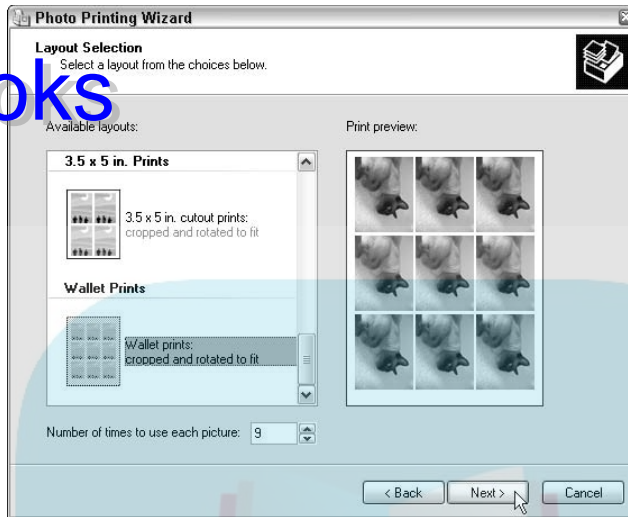 Photo Printing Wizard
Layout Selection
Select a layout from the choices below.
oks
Available layouts:
Print preview:
3.5 x 5 in. Prints
3.5 x 5 in. cutout prints:
cropped and rotated to fit
Wallet Prints
Wallet prints:
cropped and rotated to fit
Number of times to use each picture: 9
< Back
Next >
Cancel